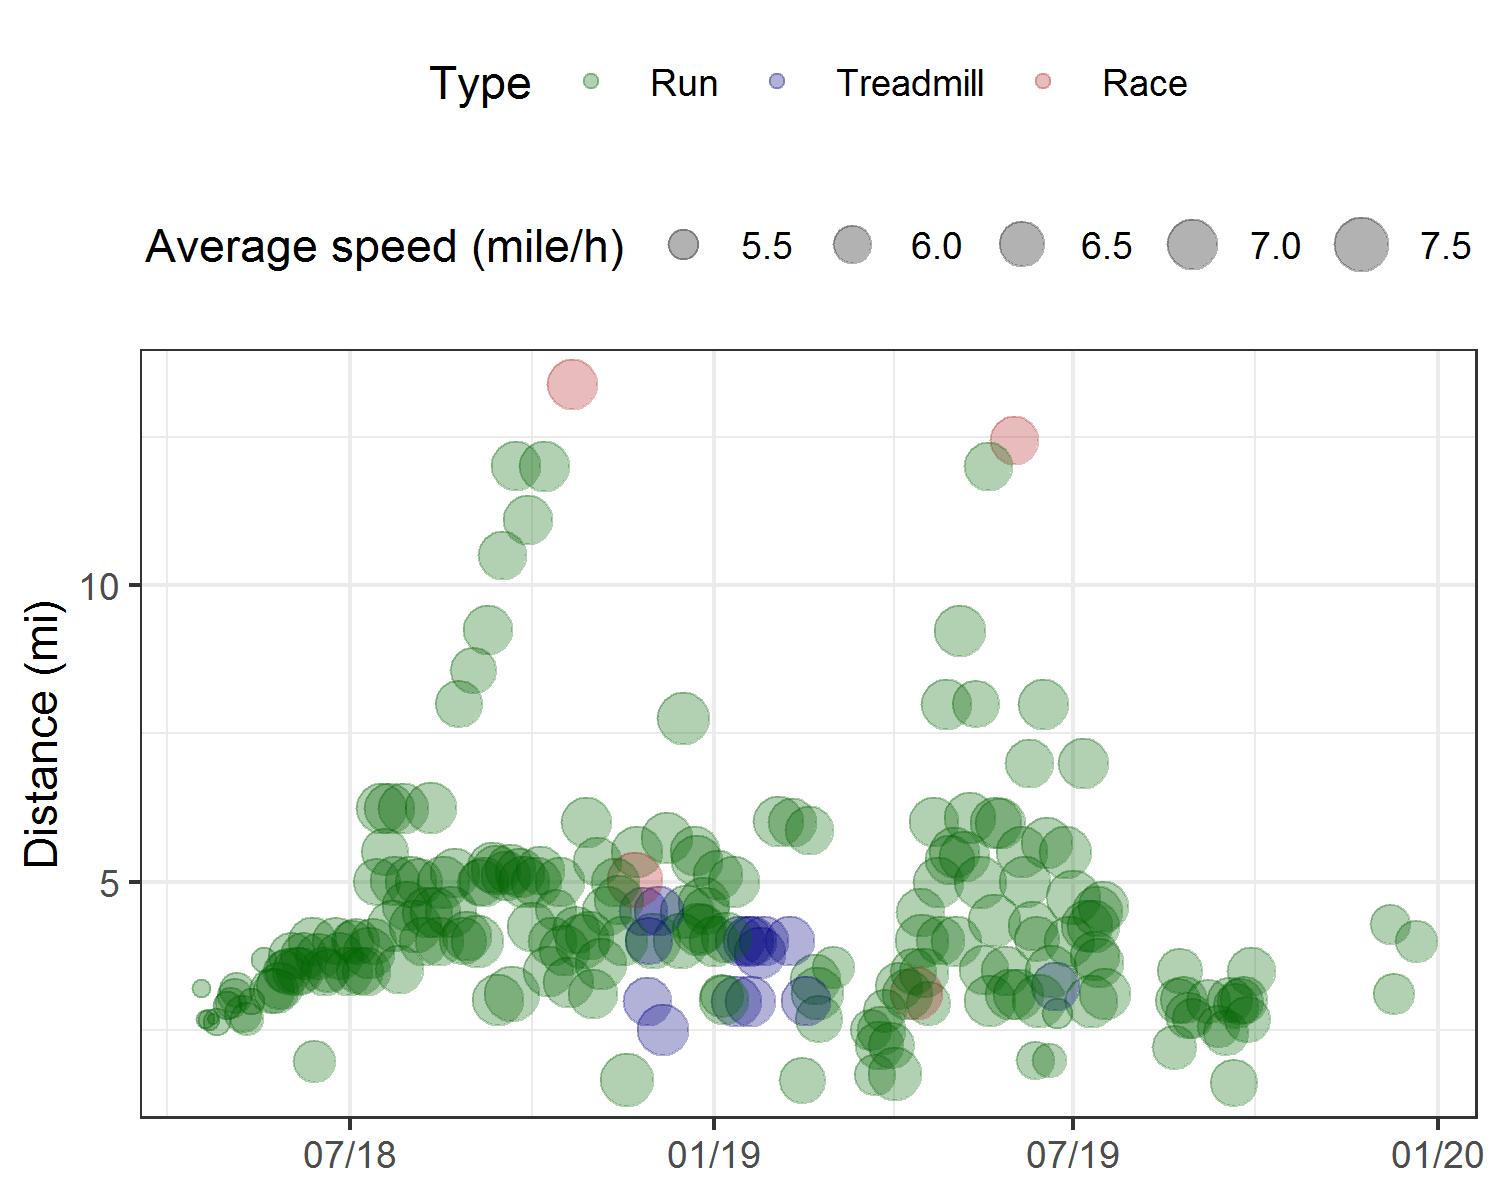 Type Run Treadmill Race
Average speed (mile/h) 5.5 6.0 6.5 7.0 7.5
Distance (mi)
10
5
07/18 01/19 07/19 01/20